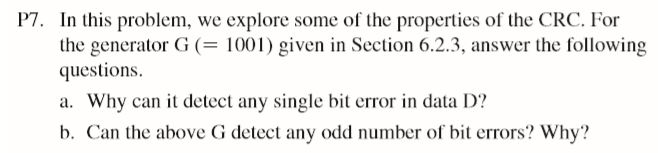 P7. In this problem, we explore some of the properties of the CRC. For
the generator G (= 1001) given in Section 6.2.3, answer the following
questions.
a. Why can it detect any single bit error in data D?
b. Can the above G detect any odd number of bit errors? Why?